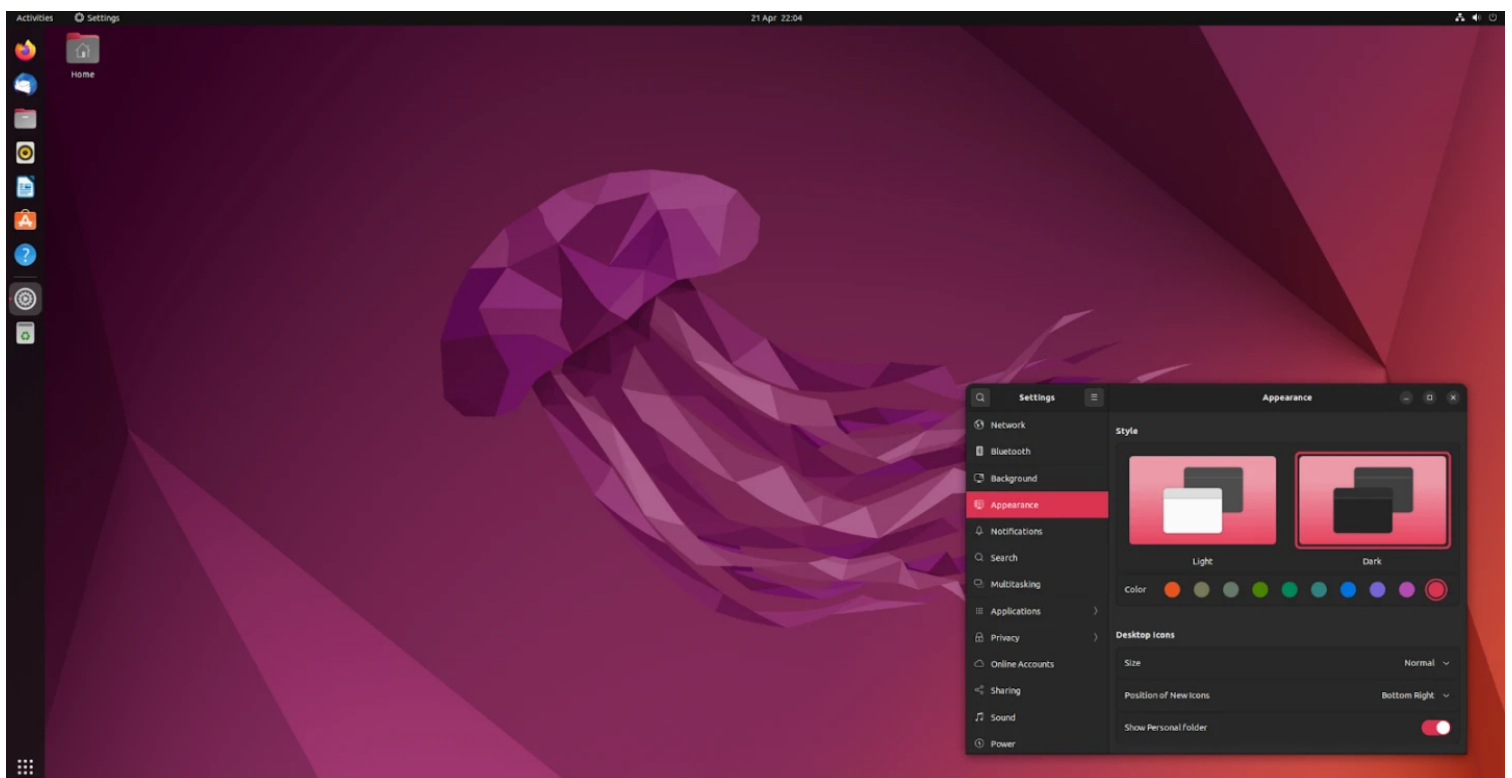 Activities
Settings
21 Apr 22:04
Home
Settings
Appearance
Network
Bluetooth
Background
Appearance
Notifications
Search
Multitasking
Applications
Privacy
Online Accounts
Sharing
Sound
Power
Style
Light
Dark
Color
Desktop Icons
Size
Normal
Position of New Icons
Bottom Right
Show Personal folder